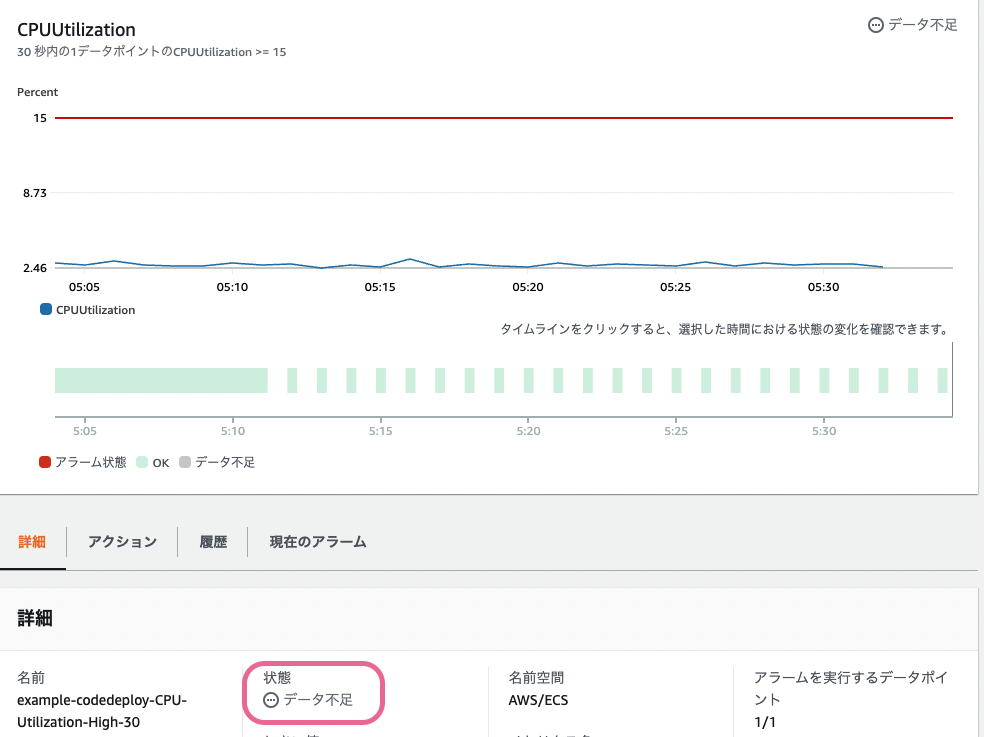 CPUUtilization
データ不足
30 秒内の1データポイントのCPUUtilization >= 15
Percent
15
8.73
2.46
05:05 05:10 05:15 05:20 05:25 05:30
CPUUtilization
タイムラインをクリックすると、選択した時間における状態の変化を確認できます。
5:05 5:10 5:15 5:20 5:25 5:30
アラーム状態 OK データ不足
詳細 アクション 履歴 現在のアラーム
詳細
名前
example-codedeploy-CPU-
Utilization-High-30
状態
データ不足
名前空間
AWS/ECS
アラームを実行するデータポイ
ント
1/1